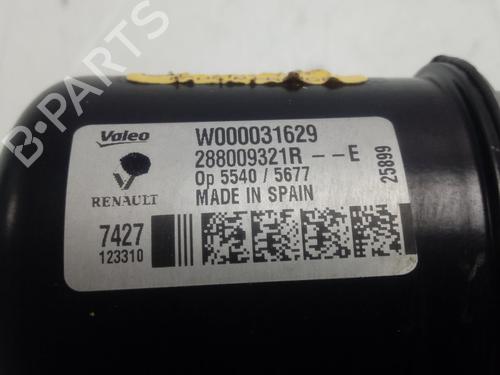 B-PARTS
Valeo
RENAULT
W000031629
288009321R -- E
Op 5540 / 5677
MADE IN SPAIN
25899
7427
123310